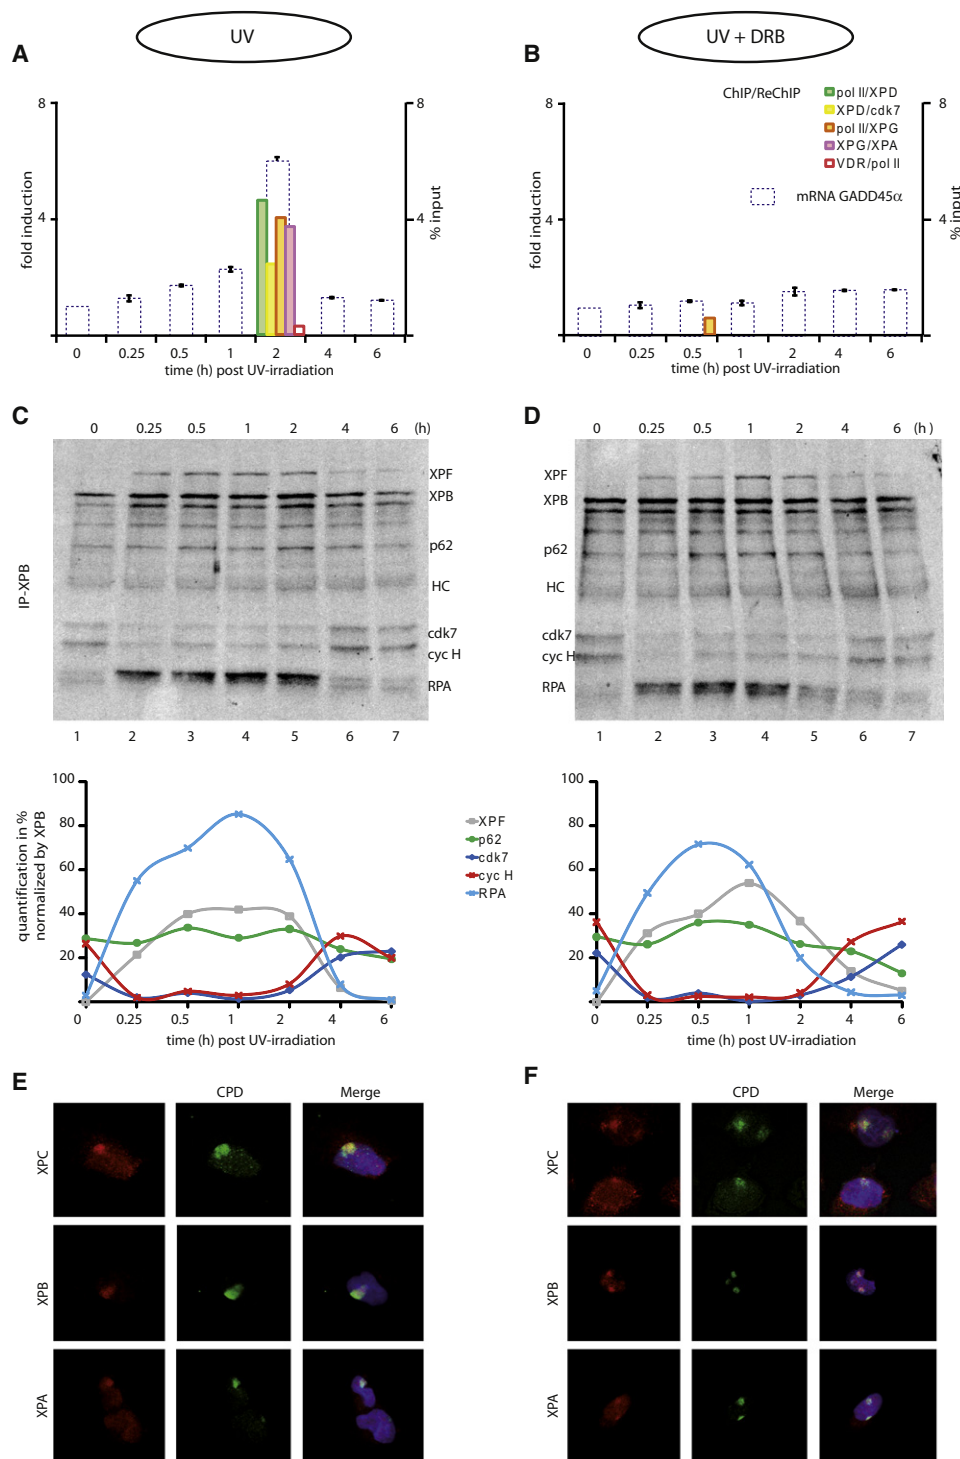 UV
UV + DRB
A
B
ChIP/ReChIP
pol II/XPD
XPD/cdk7
pol II/XPG
XPG/XPA
VDR/pol II
mRNA GADD45α
fold induction
8
4
% input
8
4
0 0.25 0.5 1 2 4 6
time (h) post UV-irradiation
fold induction
8
4
% input
8
4
0 0.25 0.5 1 2 4 6
time (h) post UV-irradiation
C
0 0.25 0.5 1 2 4 6 (h)
IP-XPB
XPF
XPB
p62
HC
cdk7
cyc H
RPA
1 2 3 4 5 6 7
D
0 0.25 0.5 1 2 4 6 (h)
XPF
XPB
p62
HC
cdk7
cyc H
RPA
1 2 3 4 5 6 7
quantification in %
normalized by XPB
100
80
60
40
20
0 0.25 0.5 1 2 4 6
time (h) post UV-irradiation
XPF
p62
cdk7
cyc H
RPA
100
80
60
40
20
0 0.25 0.5 1 2 4 6
time (h) post UV-irradiation
E
CPD Merge
XPC
XPB
XPA
F
CPD Merge
XPC
XPB
XPA